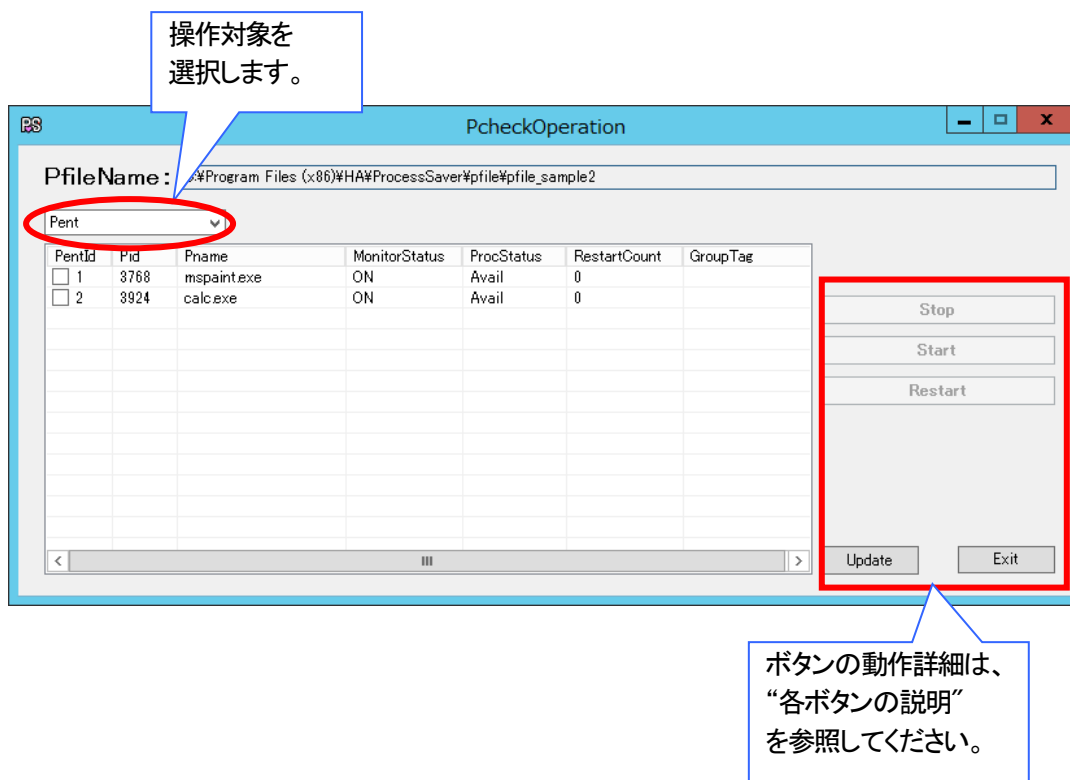 操作対象を
選択します。
PS
PcheckOperation
PfileName :
:¥Program Files (x86)¥HA¥ProcessSaver¥pfile¥pfile_sample2
Pent
PentId Pid Pname MonitorStatus ProcStatus RestartCount GroupTag
1 3768 mspaint.exe ON Avail 0
2 3924 calc.exe ON Avail 0
Stop
Start
Restart
Update Exit
ボタンの動作詳細は、
“各ボタンの説明”
を参照してください。